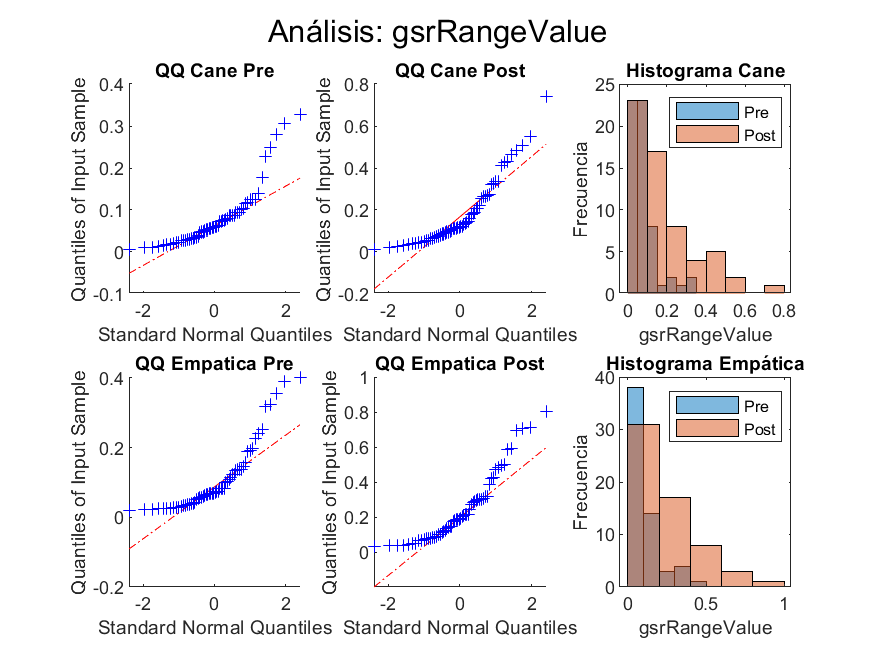 Análisis: gsrRangeValue
QQ Cane Pre
Quantiles of Input Sample
0.4
0.3
0.2
0.1
0
-0.1
-2 0 2
Standard Normal Quantiles
QQ Cane Post
Quantiles of Input Sample
0.8
0.6
0.4
0.2
0
-0.2
-2 0 2
Standard Normal Quantiles
Histograma Cane
Frecuencia
25
20
15
10
5
0
Pre
Post
0 0.2 0.4 0.6 0.8
gsrRangeValue
QQ Empatica Pre
Quantiles of Input Sample
0.4
0.2
0
-0.2
-2 0 2
Standard Normal Quantiles
QQ Empatica Post
Quantiles of Input Sample
1
0.8
0.6
0.4
0.2
0
-2 0 2
Standard Normal Quantiles
Histograma Empática
Frecuencia
40
30
20
10
0
Pre
Post
0 0.5 1
gsrRangeValue